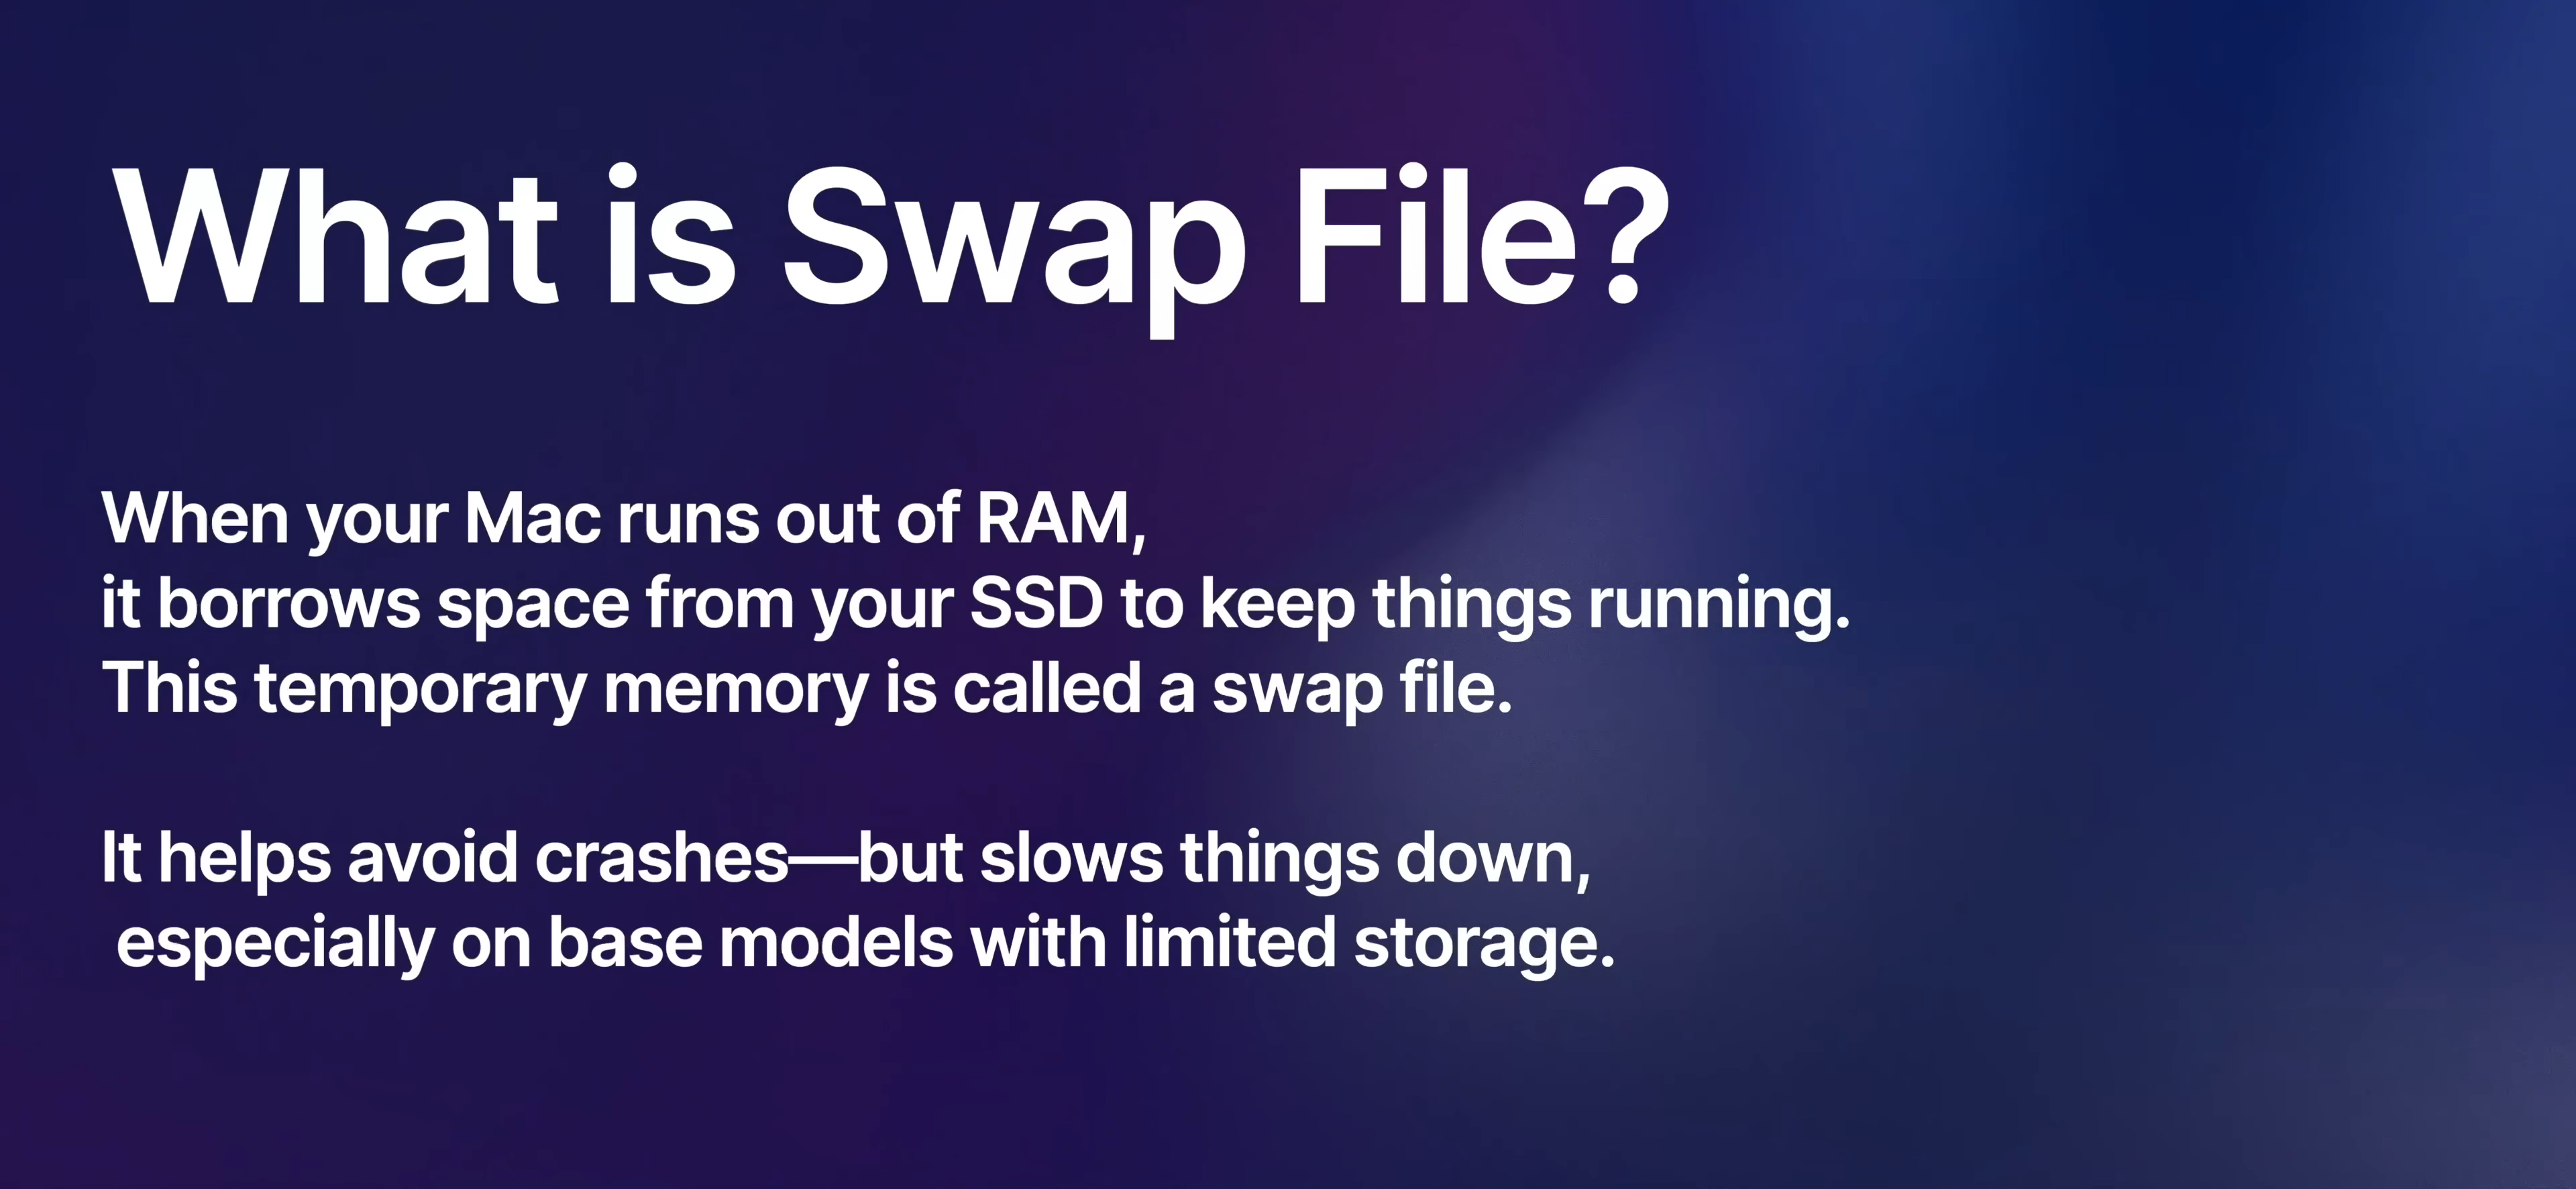 What is Swap File?
When your Mac runs out of RAM,
it borrows space from your SSD to keep things running.
This temporary memory is called a swap file.
It helps avoid crashes—but slows things down,
especially on base models with limited storage.